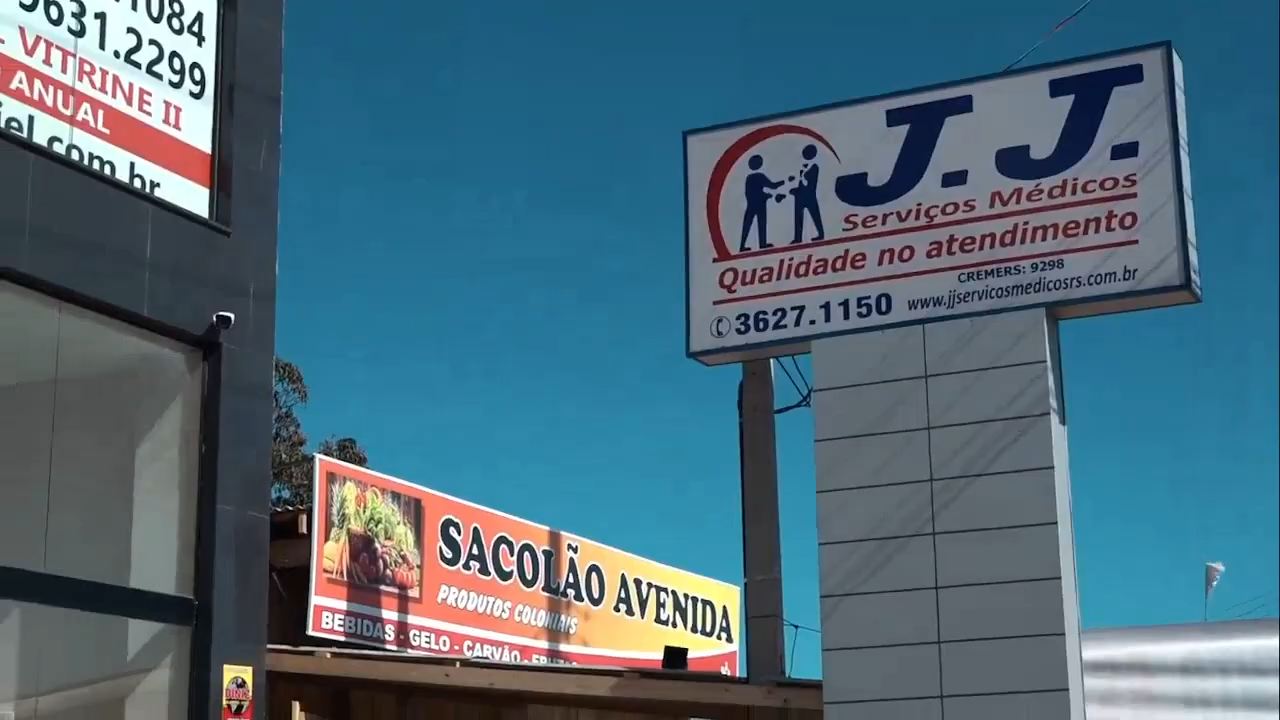 9631.2299
VITRINE II
ANUAL
J.J.
Serviços Médicos
Qualidade no atendimento
CREMERS: 9298
3627.1150 www.jjservicosmedicosrs.com.br
SACOLÃO AVENIDA
PRODUTOS COLONIAIS
BEBIDAS - GELO - CARVÃO -